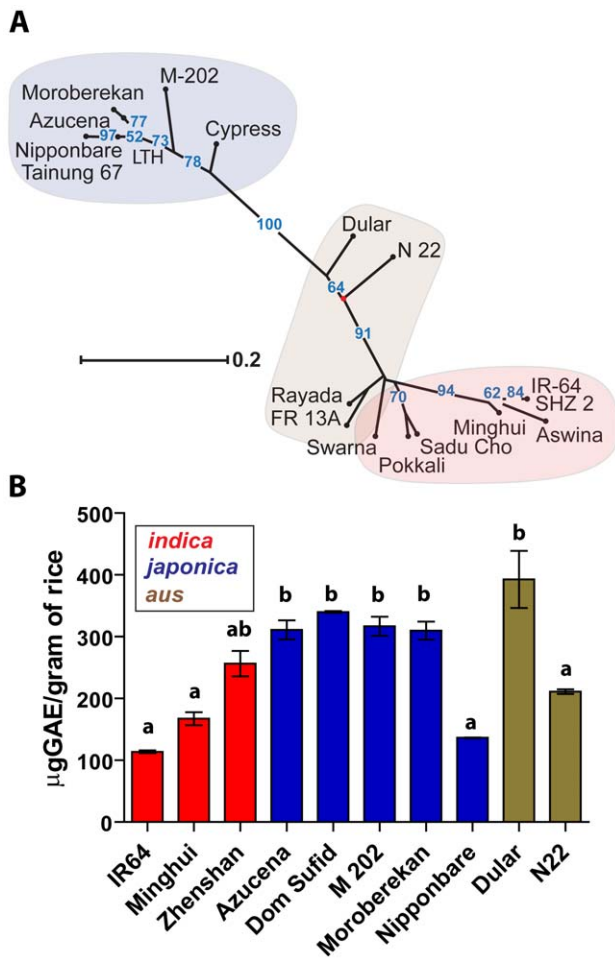 A
M-202
Moroberekan
Azucena
77
97
52
73
LTH
78
Cypress
Nipponbare
Tainung 67
100
Dular
N 22
64
91
0.2
Rayada
FR 13A
70
94
62
84
IR-64
SHZ 2
Minghui
Aswina
Swarna
Sadu Cho
Pokkali
B
µgGAE/gram of rice
500
400
300
200
100
0
indica
japonica
aus
a
a
ab
b
b
b
b
a
b
a
IR64
Minghui
Zhenshan
Azucena
Dom Sufid
M 202
Moroberekan
Nipponbare
Dular
N22